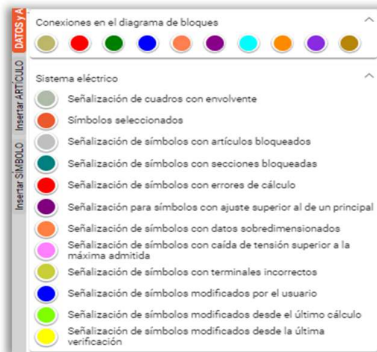 DATOS y A
Insertar ARTÍCULO
Insertar SÍMBOLO
Conexiones en el diagrama de bloques
Sistema eléctrico
Señalización de cuadros con envolvente
Símbolos seleccionados
Señalización de símbolos con artículos bloqueados
Señalización de símbolos con secciones bloqueadas
Señalización de símbolos con errores de cálculo
Señalización para símbolos con ajuste superior al de un principal
Señalización de símbolos con datos sobredimensionados
Señalización de símbolos con caída de tensión superior a la
máxima admitida
Señalización de símbolos con terminales incorrectos
Señalización de símbolos modificados por el usuario
Señalización de símbolos modificados desde el último cálculo
Señalización de símbolos modificados desde la última
verificación